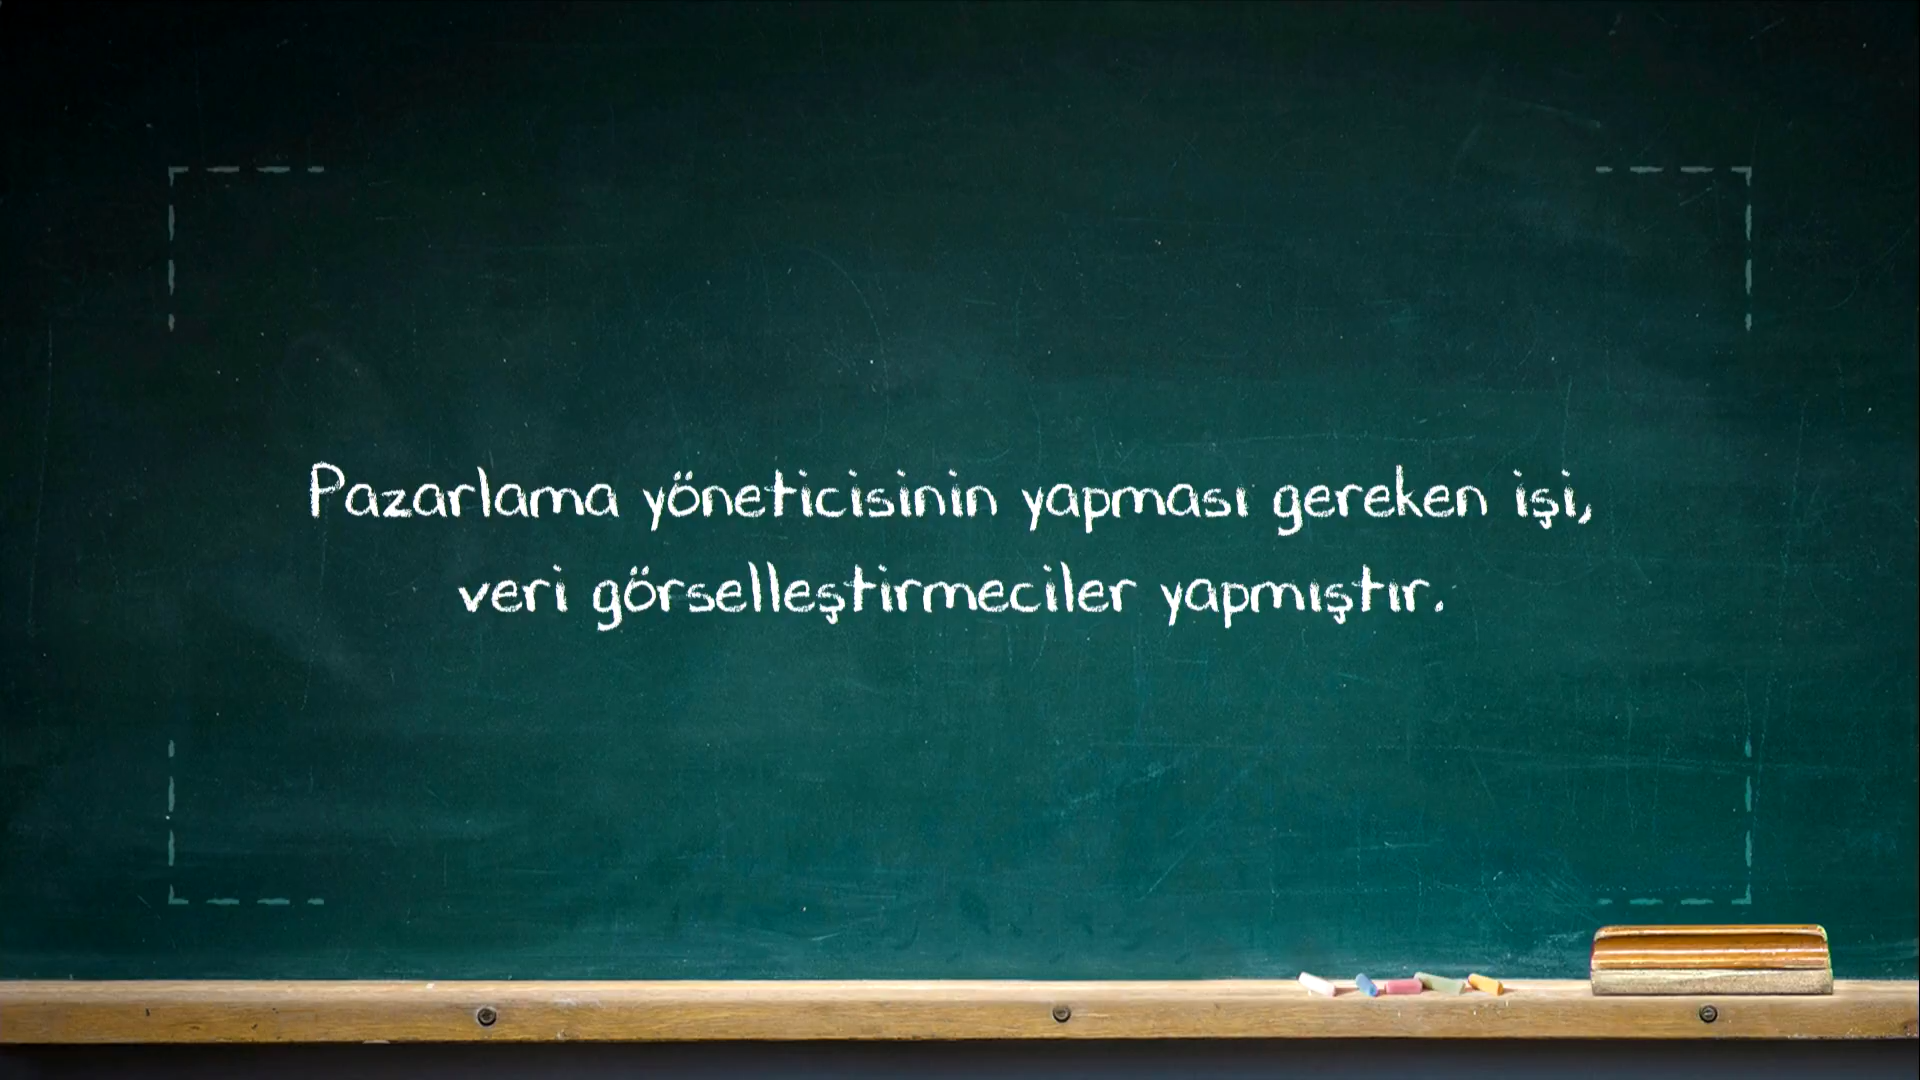 Pazarlama yöneticisinin yapması gereken işi,
veri görselleştirmeciler yapmıştır.